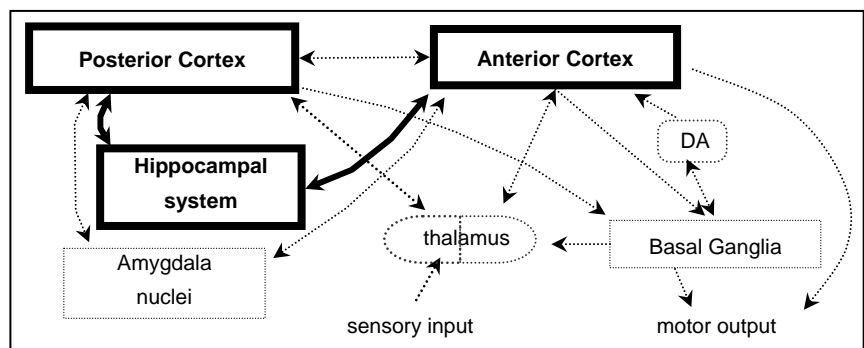 Posterior Cortex
Anterior Cortex
DA
Hippocampal
system
thalamus
Amygdala
nuclei
Basal Ganglia
sensory input
motor output